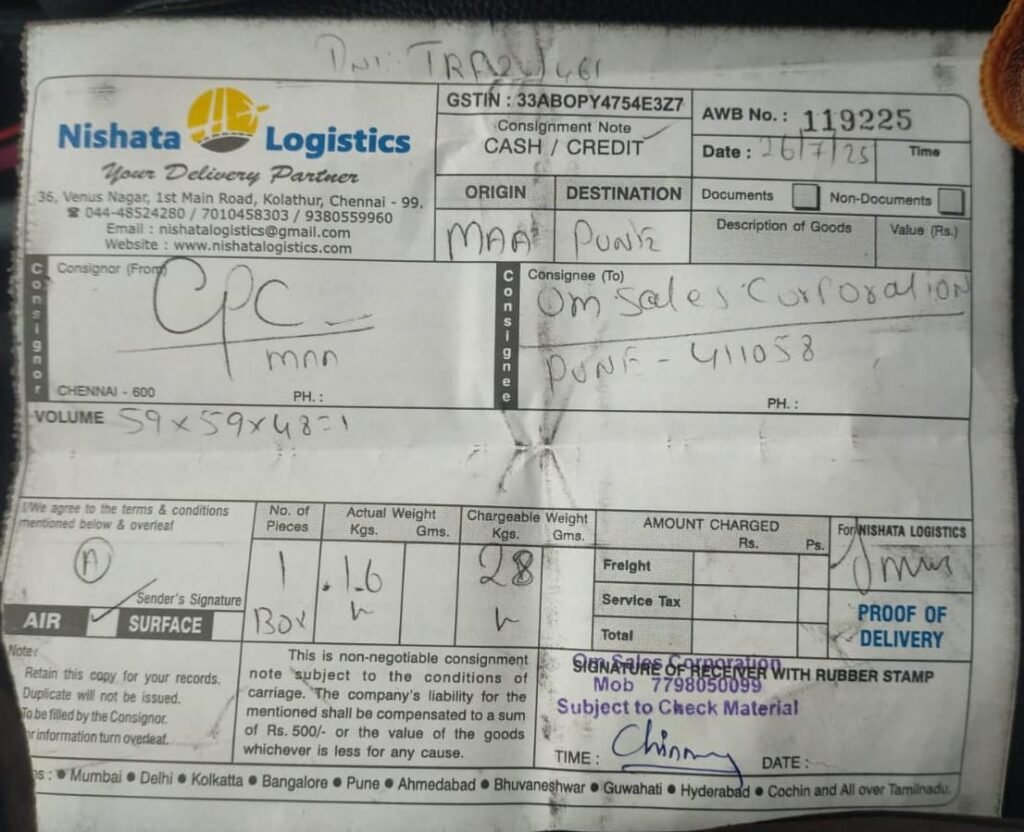 461
Nishata Logistics
Your Delivery Partner
36, Venus Nagar, 1st Main Road, Kolathur, Chennai - 99.
☎ 044-48524280 / 7010458303 / 9380559960
Email : nishatalogistics@gmail.com
Website : www.nishatalogistics.com
GSTIN : 33ABOPY4754E3Z7
Consignment Note
CASH / CREDIT
AWB No. : 119225
Date : 26/7/25 Time
ORIGIN DESTINATION
MAA PUNE
Documents Non-Documents
Description of Goods Value (Rs.)
Consignor
Consignor (From)
CPC
MAA
CHENNAI - 600 PH. :
Consignee
Consignee (To)
Om Sales Corporation
PUNE - 411058
PH. :
VOLUME 59x59x48=1
I/We agree to the terms & conditions
mentioned below & overleaf
A
Sender's Signature
AIR SURFACE
No. of Pieces
1
BOX
Actual Weight
Kgs. Gms.
16
Chargeable Weight
Kgs. Gms.
28
AMOUNT CHARGED
Rs. Ps.
Freight
Service Tax
Total
For NISHATA LOGISTICS
PROOF OF
DELIVERY
Note:
Retain this copy for your records.
Duplicate will not be issued.
To be filled by the Consignor.
or information turn overleaf.
This is non-negotiable consignment
note subject to the conditions of
carriage. The company's liability for the
mentioned shall be compensated to a sum
of Rs. 500/- or the value of the goods
whichever is less for any cause.
Om Sales Corporation
SIGNATURE OF RECEIVER WITH RUBBER STAMP
Mob 7798050099
Subject to Check Material
TIME : DATE :
● Mumbai ● Delhi ● Kolkatta ● Bangalore ● Pune ● Ahmedabad ● Bhuvaneshwar ● Guwahati ● Hyderabad ● Cochin and All over Tamilnadu.